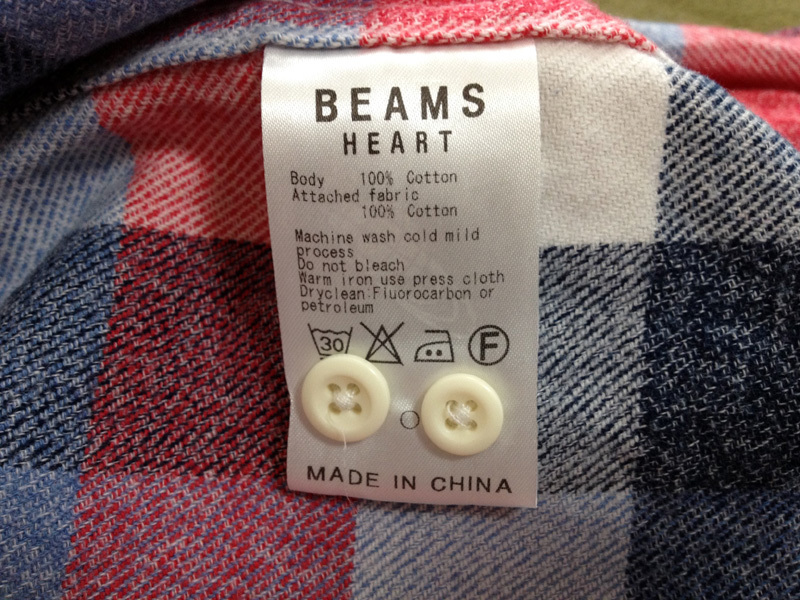 BEAMS
HEART
Body 100% Cotton
Attached fabric
100% Cotton
Machine wash cold mild
process
Do not bleach
Warm iron use press cloth
Dryclean:Fluorocarbon or
petroleum
30 F
MADE IN CHINA